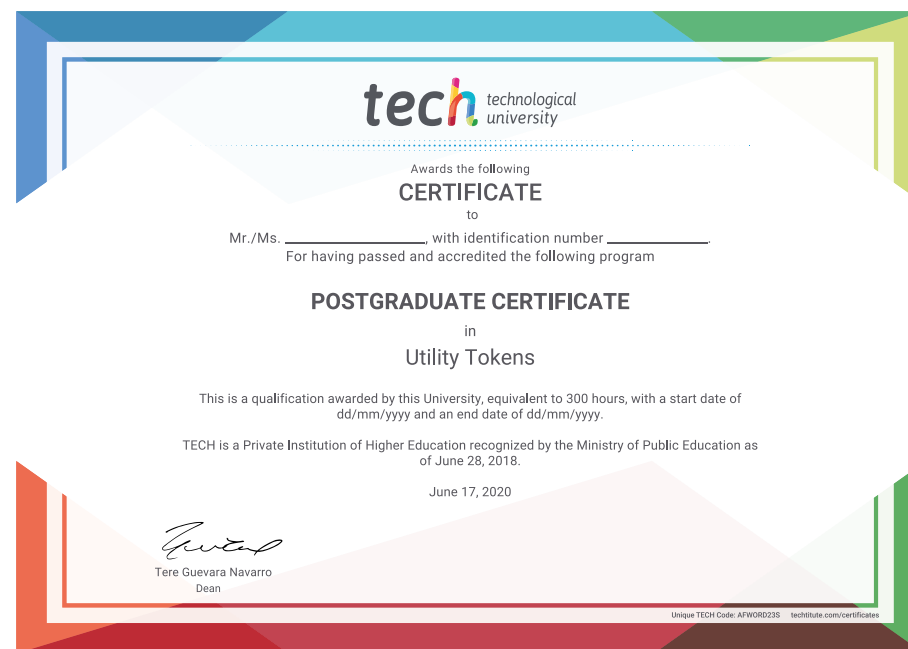 tech technological
university
Awards the following
CERTIFICATE
to
Mr./Ms. ____________________, with identification number ______________.
For having passed and accredited the following program
POSTGRADUATE CERTIFICATE
in
Utility Tokens
This is a qualification awarded by this University, equivalent to 300 hours, with a start date of
dd/mm/yyyy and an end date of dd/mm/yyyy.
TECH is a Private Institution of Higher Education recognized by the Ministry of Public Education as
of June 28, 2018.
June 17, 2020
Tere Guevara Navarro
Dean
Unique TECH Code: AFWORD23S techtitute.com/certificates